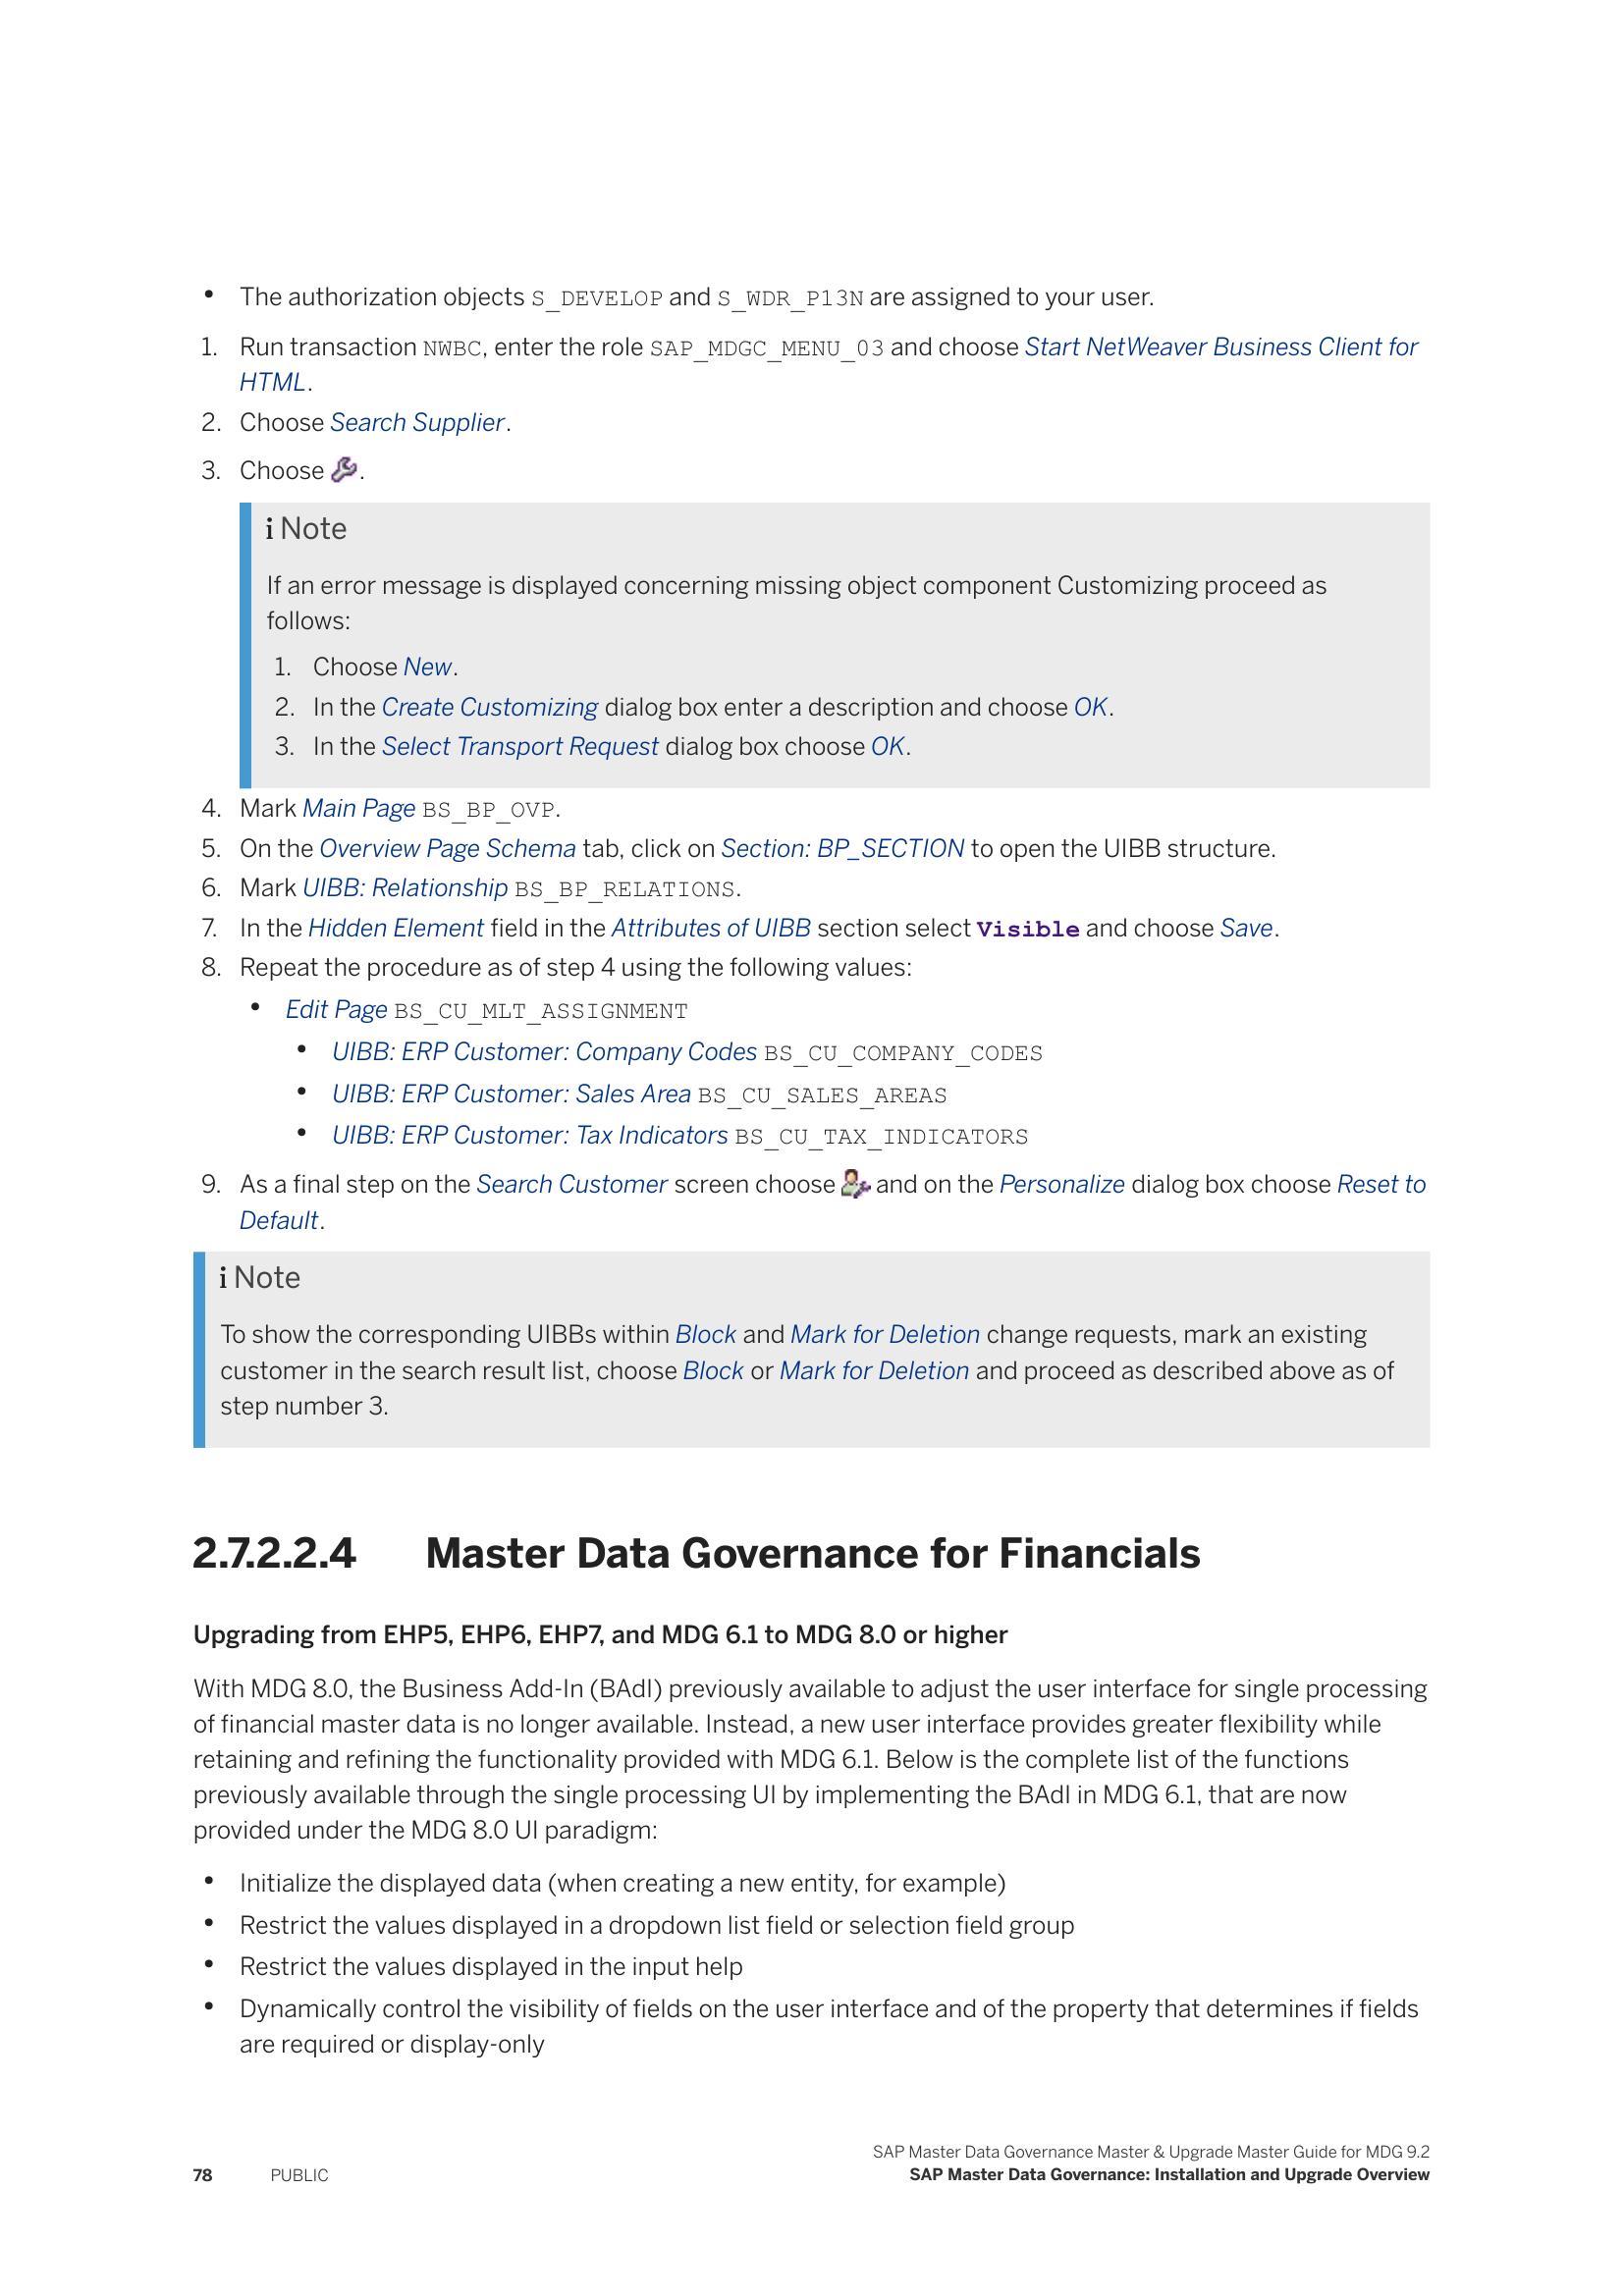 • The authorization objects S_DEVELOP and S_WDR_P13N are assigned to your user.
1. Run transaction NWBC, enter the role SAP_MDGC_MENU_03 and choose Start NetWeaver Business Client for
HTML.
2. Choose Search Supplier.
3. Choose .
i Note
If an error message is displayed concerning missing object component Customizing proceed as
follows:
1. Choose New.
2. In the Create Customizing dialog box enter a description and choose OK.
3. In the Select Transport Request dialog box choose OK.
4. Mark Main Page BS_BP_OVP.
5. On the Overview Page Schema tab, click on Section: BP_SECTION to open the UIBB structure.
6. Mark UIBB: Relationship BS_BP_RELATIONS.
7. In the Hidden Element field in the Attributes of UIBB section select Visible and choose Save.
8. Repeat the procedure as of step 4 using the following values:
• Edit Page BS_CU_MLT_ASSIGNMENT
• UIBB: ERP Customer: Company Codes BS_CU_COMPANY_CODES
• UIBB: ERP Customer: Sales Area BS_CU_SALES_AREAS
• UIBB: ERP Customer: Tax Indicators BS_CU_TAX_INDICATORS
9. As a final step on the Search Customer screen choose and on the Personalize dialog box choose Reset to
Default.
i Note
To show the corresponding UIBBs within Block and Mark for Deletion change requests, mark an existing
customer in the search result list, choose Block or Mark for Deletion and proceed as described above as of
step number 3.
2.7.2.2.4 Master Data Governance for Financials
Upgrading from EHP5, EHP6, EHP7, and MDG 6.1 to MDG 8.0 or higher
With MDG 8.0, the Business Add-In (BAdI) previously available to adjust the user interface for single processing
of financial master data is no longer available. Instead, a new user interface provides greater flexibility while
retaining and refining the functionality provided with MDG 6.1. Below is the complete list of the functions
previously available through the single processing UI by implementing the BAdI in MDG 6.1, that are now
provided under the MDG 8.0 UI paradigm:
• Initialize the displayed data (when creating a new entity, for example)
• Restrict the values displayed in a dropdown list field or selection field group
• Restrict the values displayed in the input help
• Dynamically control the visibility of fields on the user interface and of the property that determines if fields
are required or display-only
SAP Master Data Governance Master & Upgrade Master Guide for MDG 9.2
78 PUBLIC SAP Master Data Governance: Installation and Upgrade Overview